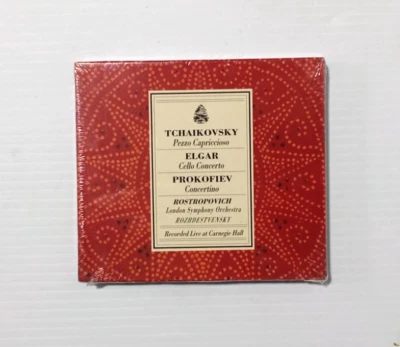 TCHAIKOVSKY
Pezzo Capriccioso
ELGAR
Cello Concerto
PROKOFIEV
Concertino
ROSTROPOVICH
London Symphony Orchestra
ROZHDESTVENSKY
Recorded Live at Carnegie Hall